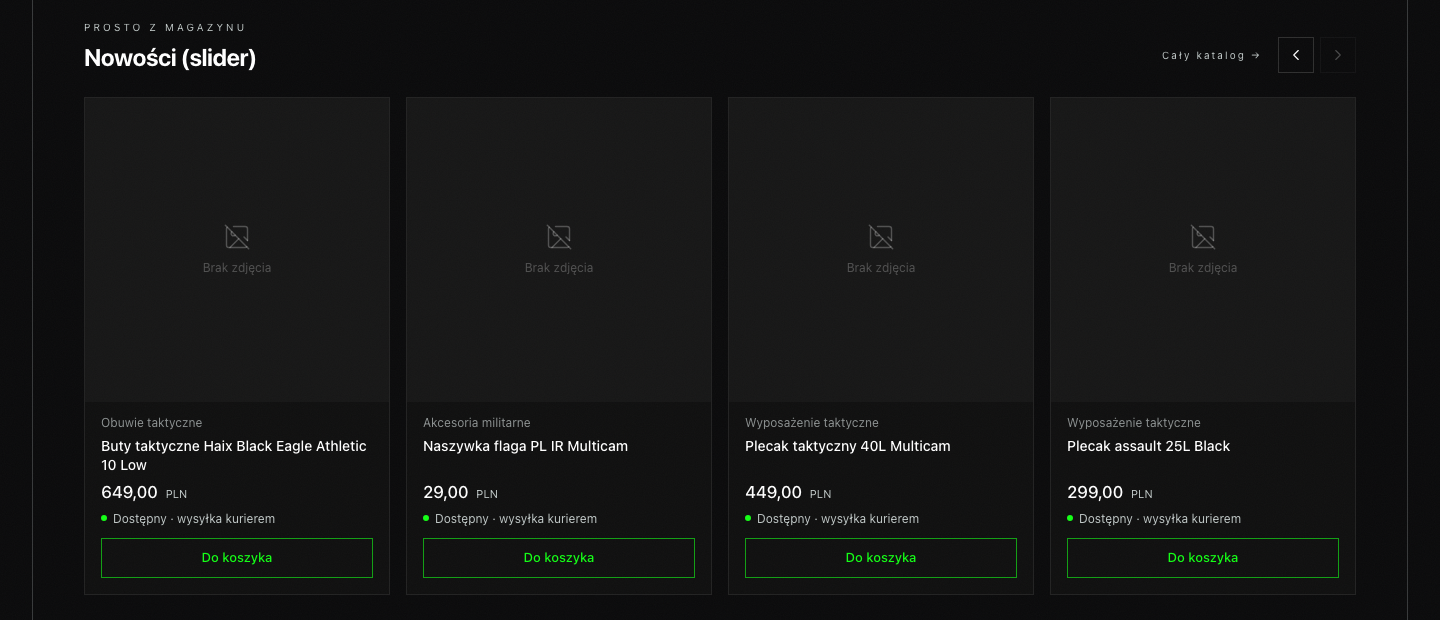 PROSTO Z MAGAZYNU
Nowości (slider)
Cały katalog →
Brak zdjęcia
Brak zdjęcia
Brak zdjęcia
Brak zdjęcia
Obuwie taktyczne
Buty taktyczne Haix Black Eagle Athletic
10 Low
649,00 PLN
Dostępny · wysyłka kurierem
Do koszyka
Akcesoria militarne
Naszywka flaga PL IR Multicam
29,00 PLN
Dostępny · wysyłka kurierem
Do koszyka
Wyposażenie taktyczne
Plecak taktyczny 40L Multicam
449,00 PLN
Dostępny · wysyłka kurierem
Do koszyka
Wyposażenie taktyczne
Plecak assault 25L Black
299,00 PLN
Dostępny · wysyłka kurierem
Do koszyka